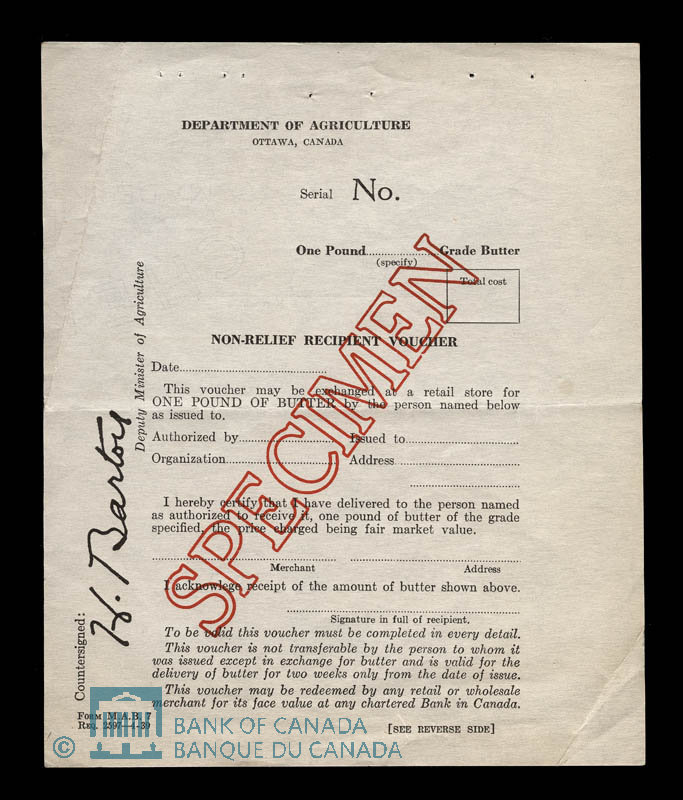 DEPARTMENT OF AGRICULTURE
OTTAWA, CANADA
Serial No.
One Pound....................Grade Butter
(specify)
Total cost
NON-RELIEF RECIPIENT VOUCHER
Date........................................
This voucher may be exchanged at a retail store for
ONE POUND OF BUTTER by the person named below
as issued to.
Authorized by.......................... Issued to..............................
Organization............................. Address................................
I hereby certify that I have delivered to the person named
as authorized to receive it, one pound of butter of the grade
specified, the price charged being fair market value.
Merchant Address
I acknowlege receipt of the amount of butter shown above.
Signature in full of recipient.
To be valid this voucher must be completed in every detail.
This voucher is not transferable by the person to whom it
was issued except in exchange for butter and is valid for the
delivery of butter for two weeks only from the date of issue.
This voucher may be redeemed by any retail or wholesale
merchant for its face value at any chartered Bank in Canada.
[SEE REVERSE SIDE]
SPECIMEN
Countersigned:
H. Barton
Deputy Minister of Agriculture
FORM M.A.B. 7
REQ. 2597—4-39
© BANK OF CANADA
BANQUE DU CANADA